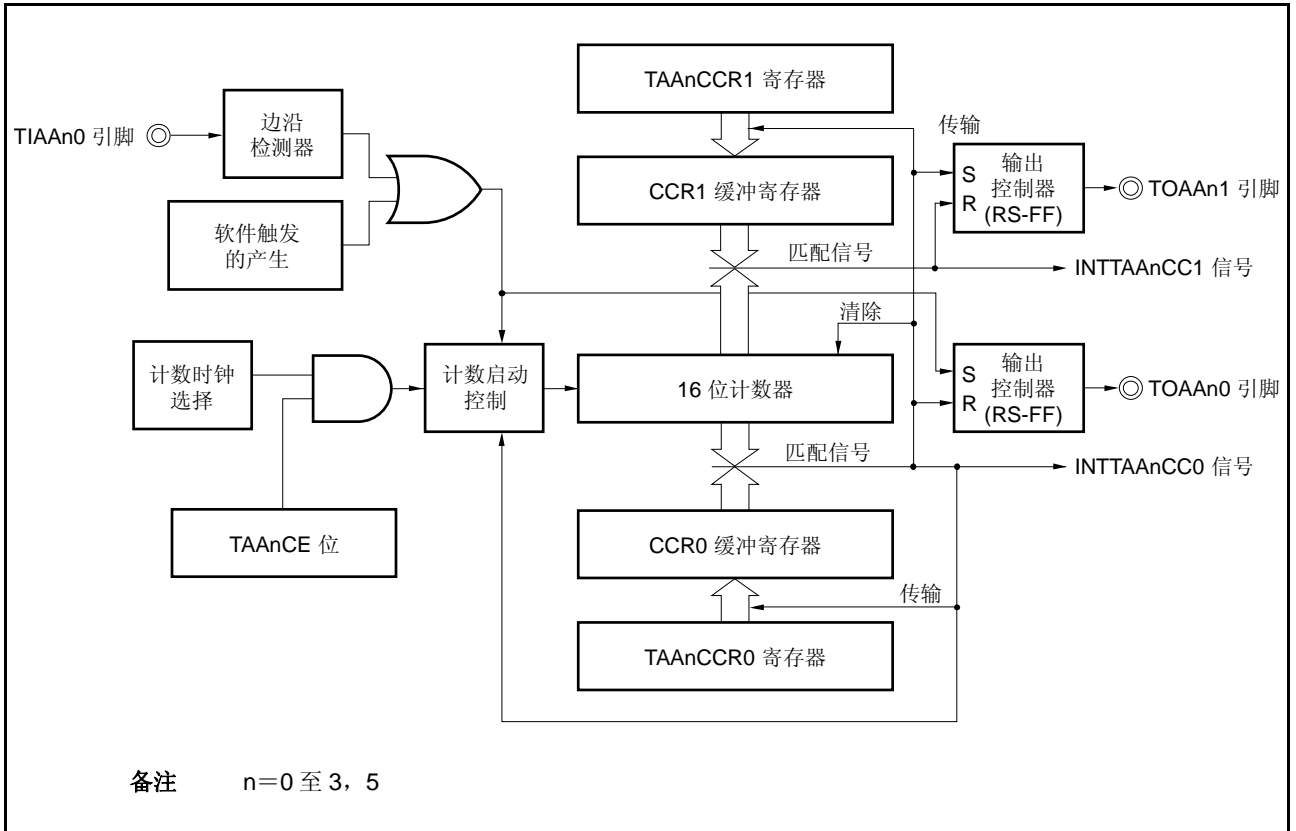 TAAnCCR1 寄存器
TIAAn0 引脚
边沿
检测器
传输
CCR1 缓冲寄存器
S
R
输出
控制器
(RS-FF)
TOAAn1 引脚
软件触发
的产生
匹配信号
INTTAAnCC1 信号
清除
计数时钟
选择
计数启动
控制
16 位计数器
S
R
输出
控制器
(RS-FF)
TOAAn0 引脚
匹配信号
INTTAAnCC0 信号
TAAnCE 位
CCR0 缓冲寄存器
传输
TAAnCCR0 寄存器
备注 n＝0 至 3，5